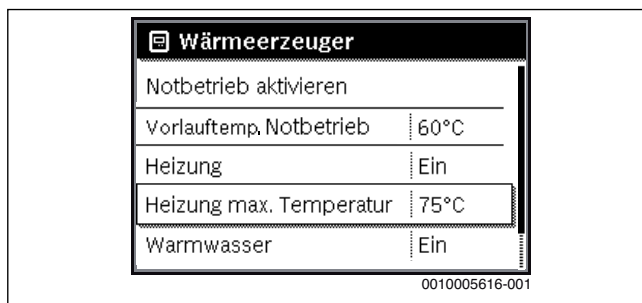 Wärmeerzeuger
Notbetrieb aktivieren
Vorlauftemp. Notbetrieb 60°C
Heizung Ein
Heizung max. Temperatur 75°C
Warmwasser Ein
0010005616-001